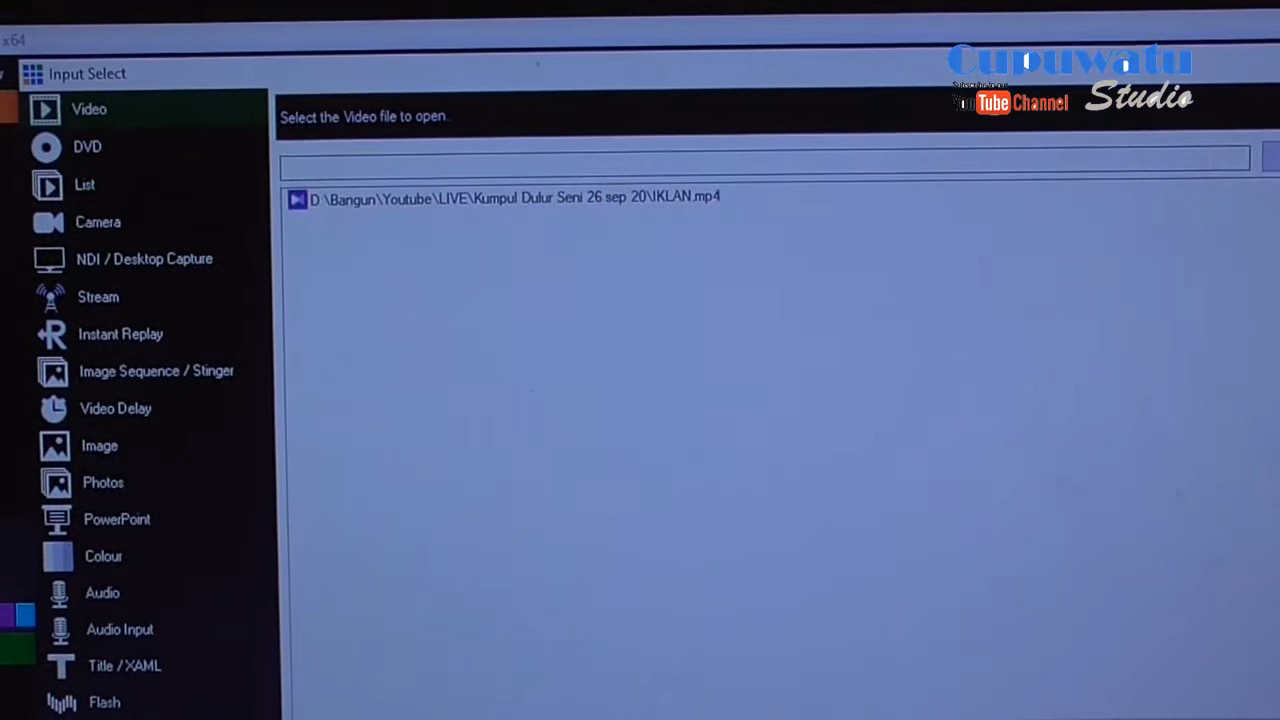 x64
Input Select
Cupuwatu
Studio
YouTube Channel
Video
Select the Video file to open.
DVD
List
D:\Bangun\Youtube\LIVE\Kumpul Dulur Seni 26 sep 20\IKLAN.mp4
Camera
NDI / Desktop Capture
Stream
Instant Replay
Image Sequence / Stinger
Video Delay
Image
Photos
PowerPoint
Colour
Audio
Audio Input
Title / XAML
Flash